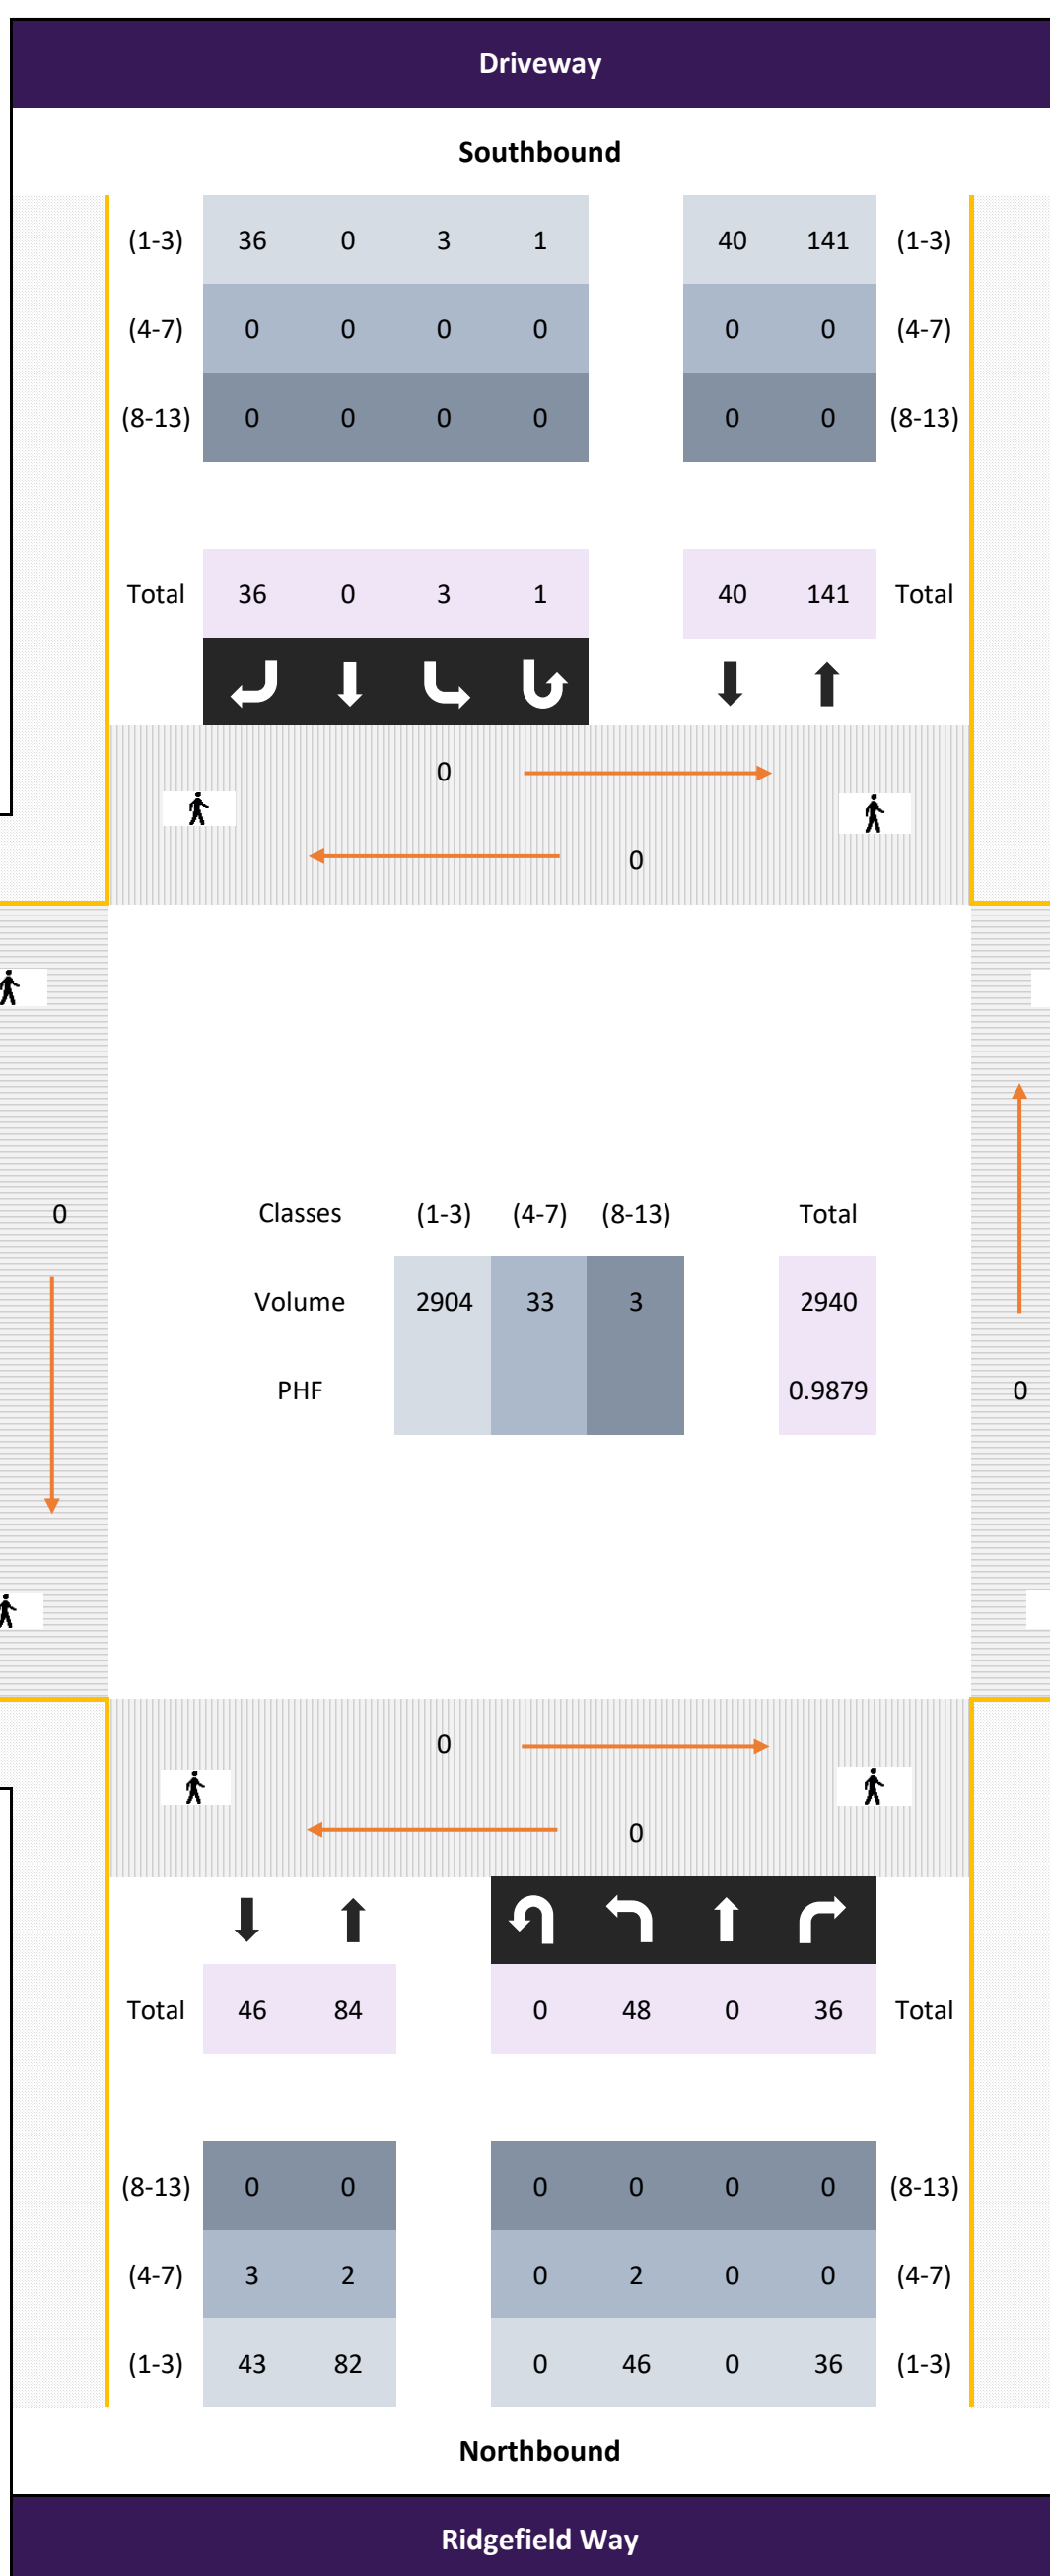 Driveway
Southbound
(1-3) 36 0 3 1 40 141 (1-3)
(4-7) 0 0 0 0 0 0 (4-7)
(8-13) 0 0 0 0 0 0 (8-13)
Total 36 0 3 1 40 141 Total
0
0
0 Classes (1-3) (4-7) (8-13) Total
Volume 2904 33 3 2940
PHF 0.9879 0
0
0
Total 46 84 0 48 0 36 Total
(8-13) 0 0 0 0 0 0 (8-13)
(4-7) 3 2 0 2 0 0 (4-7)
(1-3) 43 82 0 46 0 36 (1-3)
Northbound
Ridgefield Way